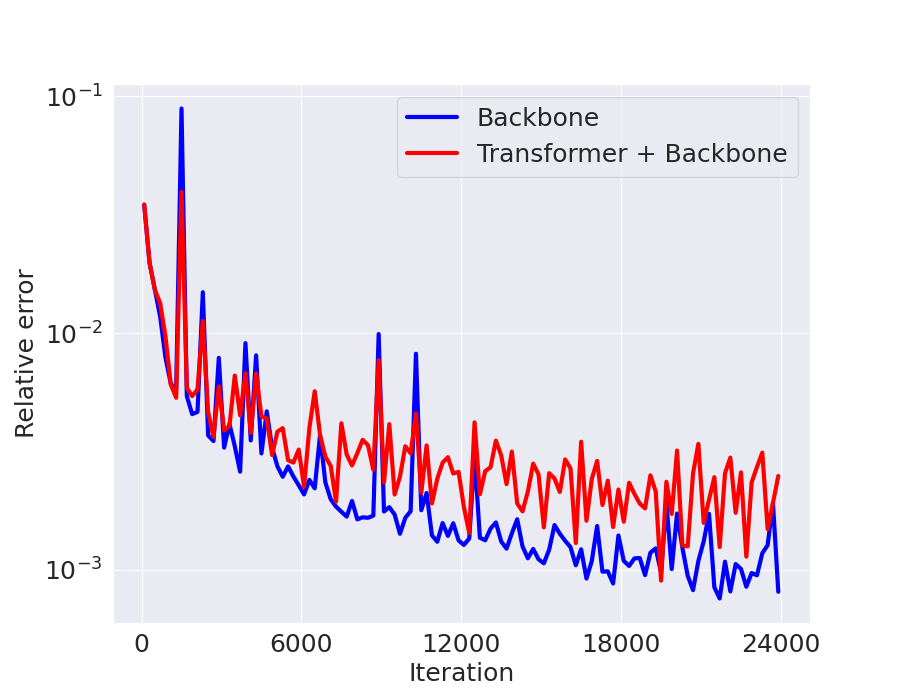 10⁻¹
10⁻²
10⁻³
Relative error
Backbone
Transformer + Backbone
0 6000 12000 18000 24000
Iteration